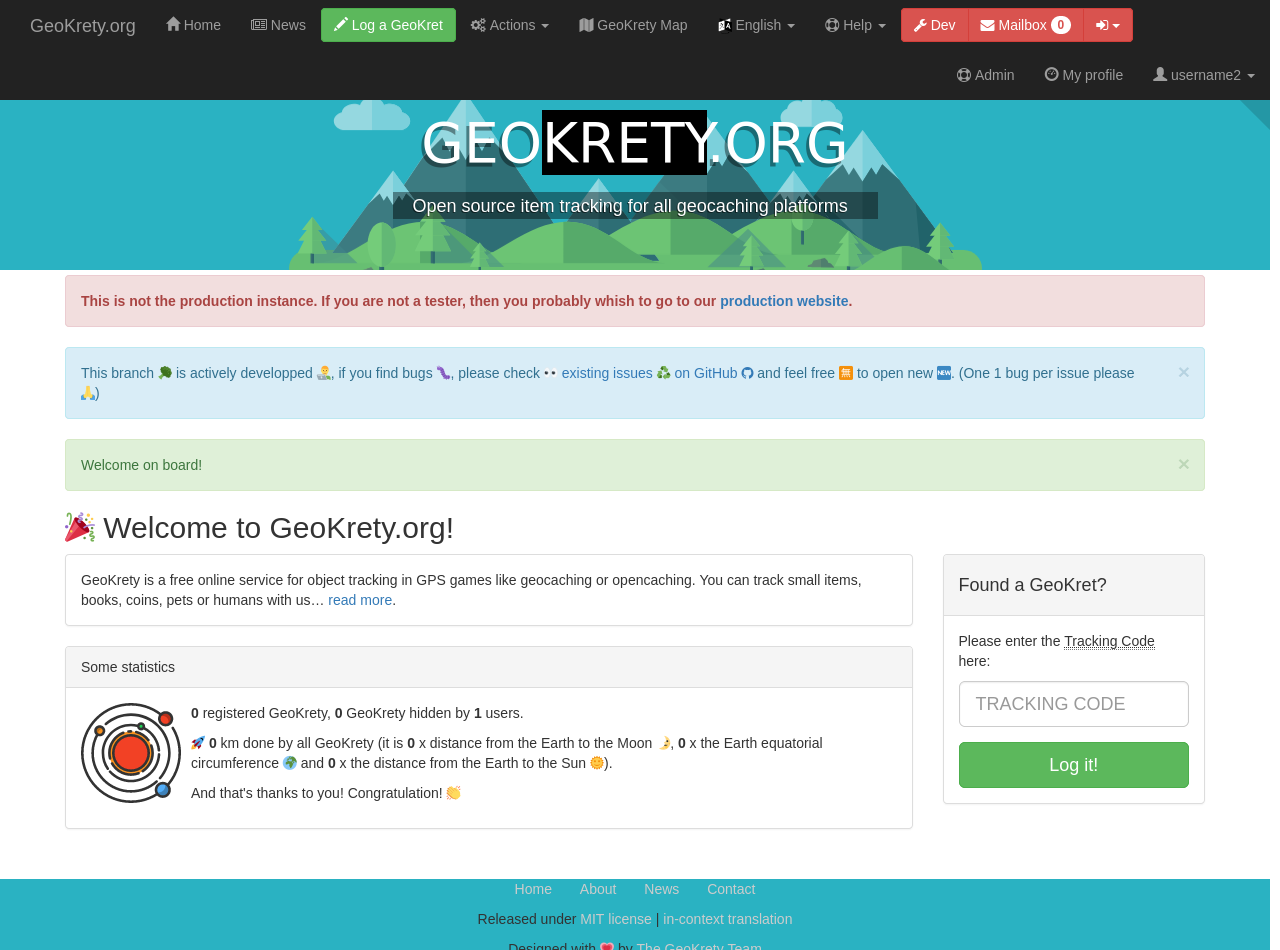 GeoKrety.org Home News Log a GeoKret Actions GeoKrety Map English Help Dev Mailbox 0
Admin My profile username2
GEOKRETY.ORG
Open source item tracking for all geocaching platforms
This is not the production instance. If you are not a tester, then you probably whish to go to our production website.
This branch 🥦 is actively developped 👨‍🔬, if you find bugs 🐛, please check 👀 existing issues ♻ on GitHub and feel free 🈚 to open new 🆕. (One 1 bug per issue please
🙏)
×
Welcome on board!
×
🎉 Welcome to GeoKrety.org!
GeoKrety is a free online service for object tracking in GPS games like geocaching or opencaching. You can track small items,
books, coins, pets or humans with us… read more.
Some statistics
0 registered GeoKrety, 0 GeoKrety hidden by 1 users.
🚀 0 km done by all GeoKrety (it is 0 x distance from the Earth to the Moon 🌛, 0 x the Earth equatorial
circumference 🌍 and 0 x the distance from the Earth to the Sun 🌞).
And that's thanks to you! Congratulation! 👏
Found a GeoKret?
Please enter the Tracking Code
here:
TRACKING CODE
Log it!
Home About News Contact
Released under MIT license | in-context translation
Designed with 💖 by The GeoKrety Team